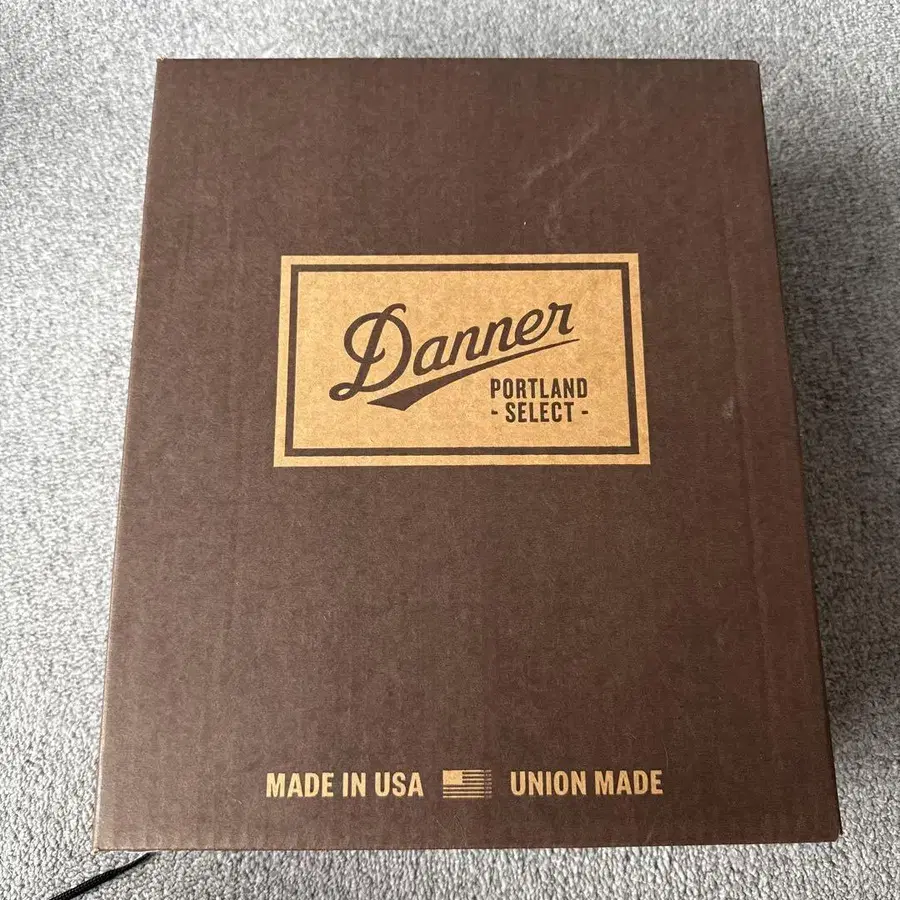 Danner
PORTLAND
- SELECT -
MADE IN USA UNION MADE